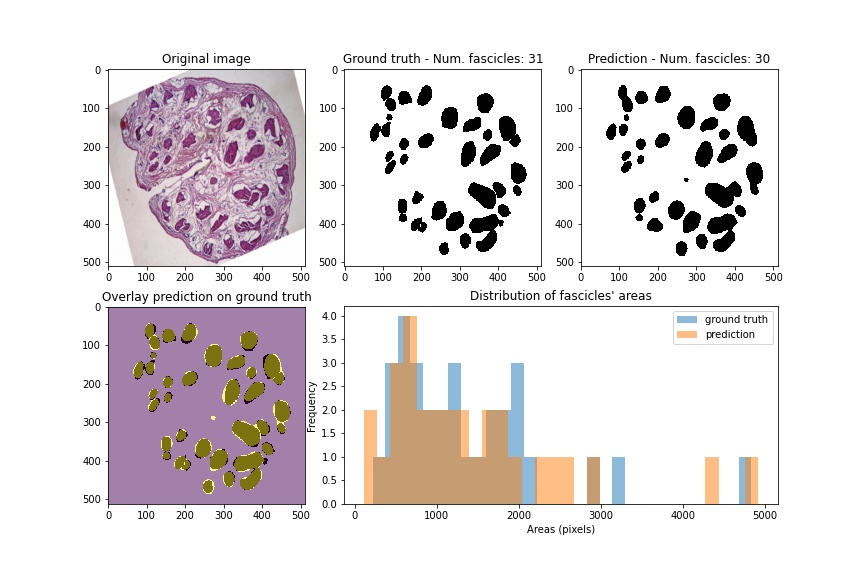 Original image
Ground truth - Num. fascicles: 31
Prediction - Num. fascicles: 30
0
100
200
300
400
500
0 100 200 300 400 500
0
100
200
300
400
500
0 100 200 300 400 500
0
100
200
300
400
500
0 100 200 300 400 500
Overlay prediction on ground truth
0
100
200
300
400
500
0 100 200 300 400 500
Distribution of fascicles' areas
ground truth
prediction
Frequency
4.0
3.5
3.0
2.5
2.0
1.5
1.0
0.5
0.0
0 1000 2000 3000 4000 5000
Areas (pixels)